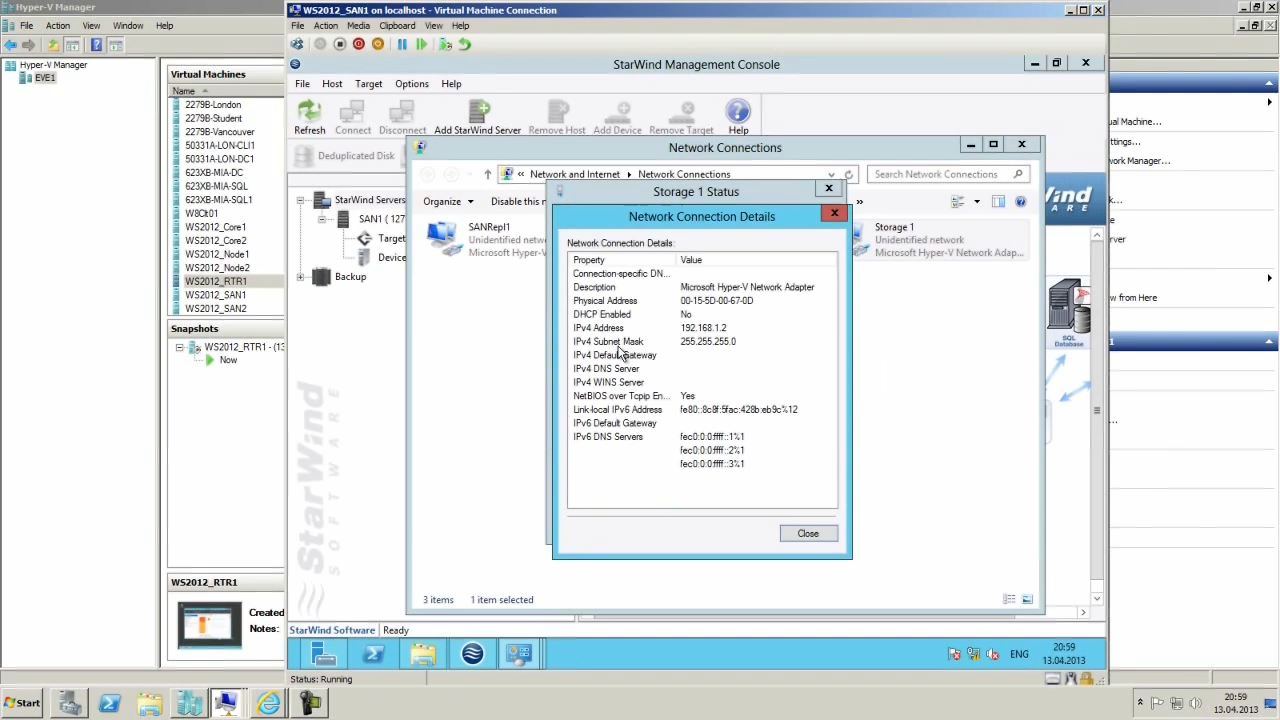 Hyper-V Manager
File Action View Window Help
Hyper-V Manager
EVE1
Virtual Machines
Name
2279B-London
2279B-Student
2279B-Vancouver
50331A-LON-CLI1
50331A-LON-DC1
623XB-MIA-DC
623XB-MIA-SQL
623XB-MIA-SQL1
W8Clt01
WS2012_Core1
WS2012_Core2
WS2012_Node1
WS2012_Node2
WS2012_RTR1
WS2012_SAN1
WS2012_SAN2
Snapshots
WS2012_RTR1 - (13
Now
WS2012_RTR1
Created
Notes:
WS2012_SAN1 on localhost - Virtual Machine Connection
File Action Media Clipboard View Help
StarWind Management Console
File Host Target Options Help
Refresh Connect Disconnect Add StarWind Server Remove Host Add Device Remove Target Help
Deduplicated Disk
StarWind Servers
SAN1 ( 127
Target
Device
Backup
StarWind
SOFTWARE
Network Connections
Network and Internet Network Connections
Search Network Connections
Organize Disable this n »
SANRepl1
Unidentified netw
Microsoft Hyper-V
Storage 1
Unidentified network
Microsoft Hyper-V Network Adap...
Storage 1 Status
Network Connection Details
Network Connection Details:
Property Value
Connection-specific DN...
Description Microsoft Hyper-V Network Adapter
Physical Address 00-15-5D-00-67-0D
DHCP Enabled No
IPv4 Address 192.168.1.2
IPv4 Subnet Mask 255.255.255.0
IPv4 Default Gateway
IPv4 DNS Server
IPv4 WINS Server
NetBIOS over Tcpip En... Yes
Link-local IPv6 Address fe80::8c8f:5fac:428b:eb9c%12
IPv6 Default Gateway
IPv6 DNS Servers fec0:0:0:ffff::1%1
fec0:0:0:ffff::2%1
fec0:0:0:ffff::3%1
Close
3 items 1 item selected
SQL
Database
StarWind Software Ready
ENG
20:59
13.04.2013
Status: Running
ual Machine...
ttings...
work Manager...
rver
w from Here
1
Start
20:59
13.04.2013